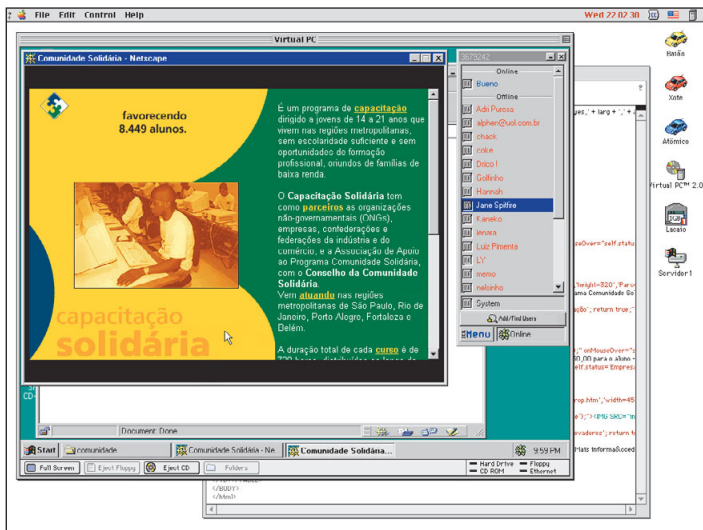 File Edit Control Help
Wed 22 02 30
Virtual PC
Comunidade Solidária - Netscape
favorecendo
8.449 alunos.
capacitação
solidária
É um programa de capacitação
dirigido a jovens de 14 a 21 anos que
vivem nas regiões metropolitanas,
sem escolaridade suficiente e sem
oportunidades de formação
profissional, oriundos de famílias de
baixa renda.
O Capacitação Solidária tem
como parceiros as organizações
não-governamentais (ONGs),
empresas, confederações e
federações da indústria e do
comércio, e a Associação de Apoio
ao Programa Comunidade Solidária,
com o Conselho da Comunidade
Solidária.
Vem atuando nas regiões
metropolitanas de São Paulo, Rio de
Janeiro, Porto Alegre, Fortaleza e
Belém.
A duração total de cada curso é de
3679242
Online
Bueno
Offline
Adri Purosa
alphen@uol.com.br
chack
coke
Drico !
Golfinho
Hannah
Jane Spitfire
Kaneko
lenara
Luiz Pimenta
LY
memo
nelsinho
System
Add/Find Users
Menu
Online
Document: Done
Start
comunidade
Comunidade Solidária - Ne...
Comunidade Solidária...
9:59 PM
Full Screen
Eject Floppy
Eject CD
Folders
Hard Drive
Floppy
CD ROM
Ethernet
Baião
Xote
Atômico
Virtual PC™ 2.0
Lacaio
Servidor 1
</BODY>
</html>